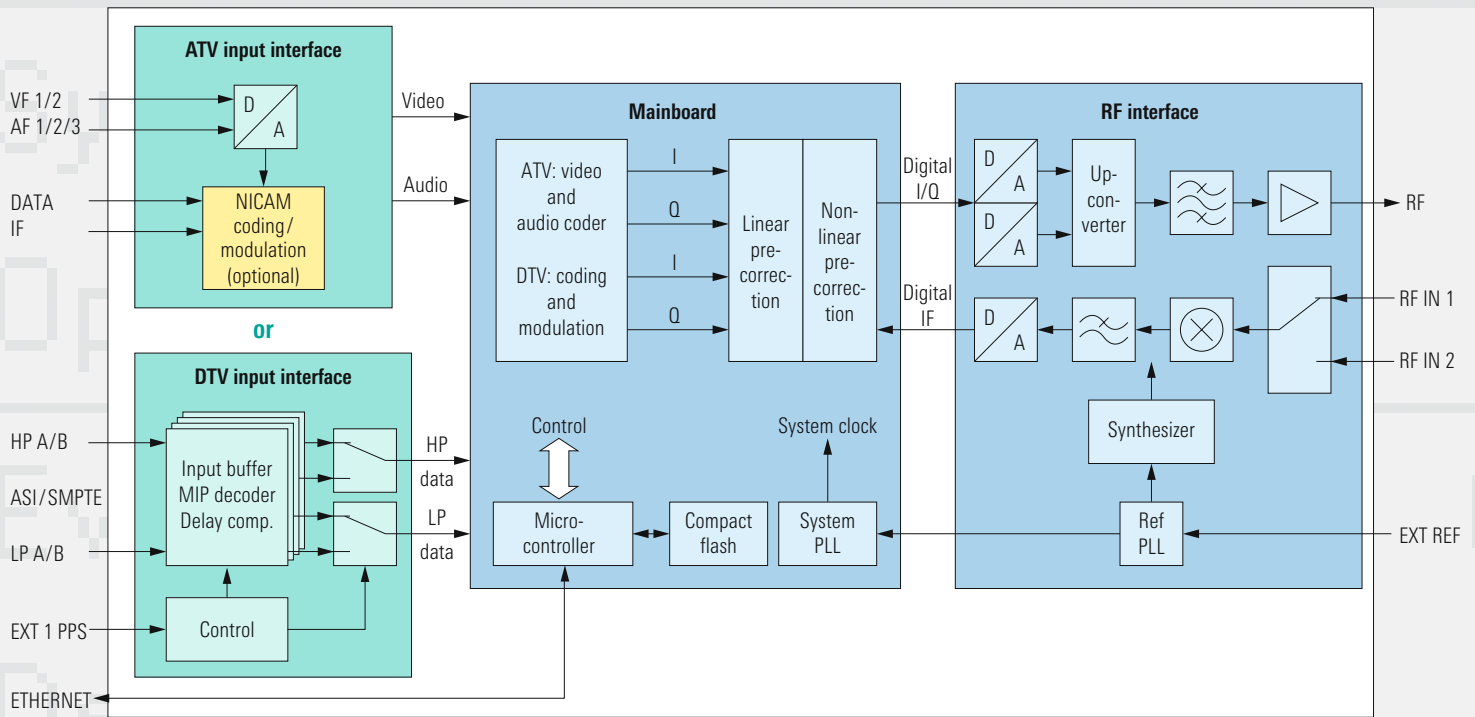 ATV input interface
VF 1/2
AF 1/2/3
D
A
DATA
IF
NICAM
coding/
modulation
(optional)
Video
Audio
or
DTV input interface
HP A/B
ASI/SMPTE
LP A/B
Input buffer
MIP decoder
Delay comp.
HP
data
LP
data
EXT 1 PPS
Control
ETHERNET
Mainboard
ATV: video
and
audio coder
DTV: coding
and
modulation
I
Q
I
Q
Linear
pre-
correc-
tion
Non-
linear
pre-
correc-
tion
Control
Micro-
controller
Compact
flash
System clock
System
PLL
Digital
I/Q
Digital
IF
RF interface
D
A
D
A
Up-
con-
verter
RF
D
A
RF IN 1
RF IN 2
Synthesizer
Ref
PLL
EXT REF